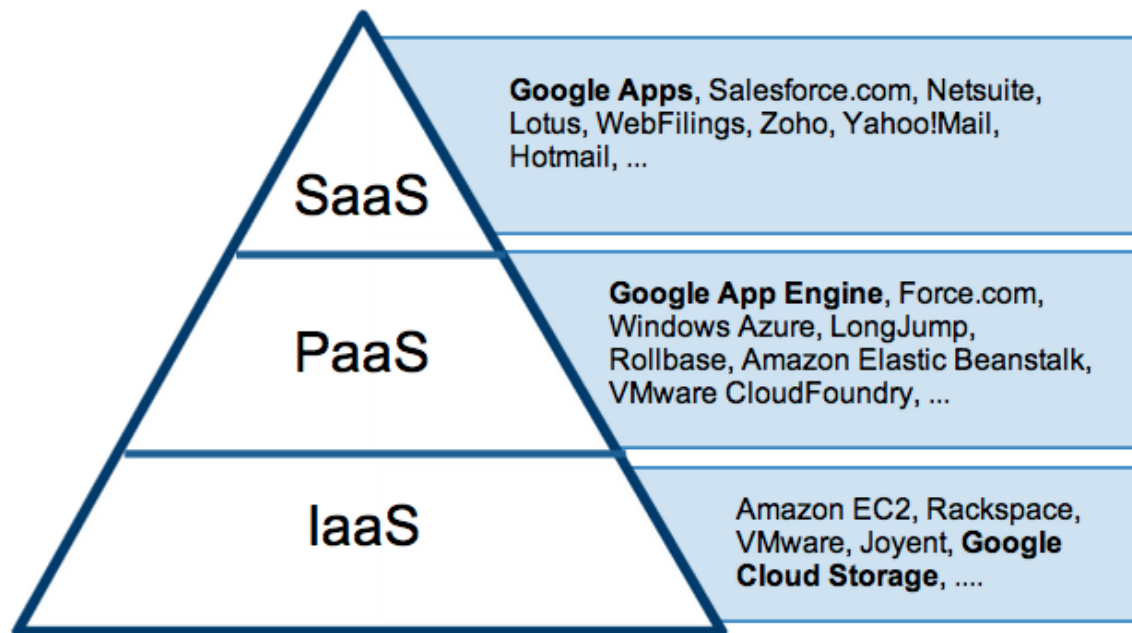 SaaS
Google Apps, Salesforce.com, Netsuite,
Lotus, WebFilings, Zoho, Yahoo!Mail,
Hotmail, ...
PaaS
Google App Engine, Force.com,
Windows Azure, LongJump,
Rollbase, Amazon Elastic Beanstalk,
VMware CloudFoundry, ...
IaaS
Amazon EC2, Rackspace,
VMware, Joyent, Google
Cloud Storage, ....